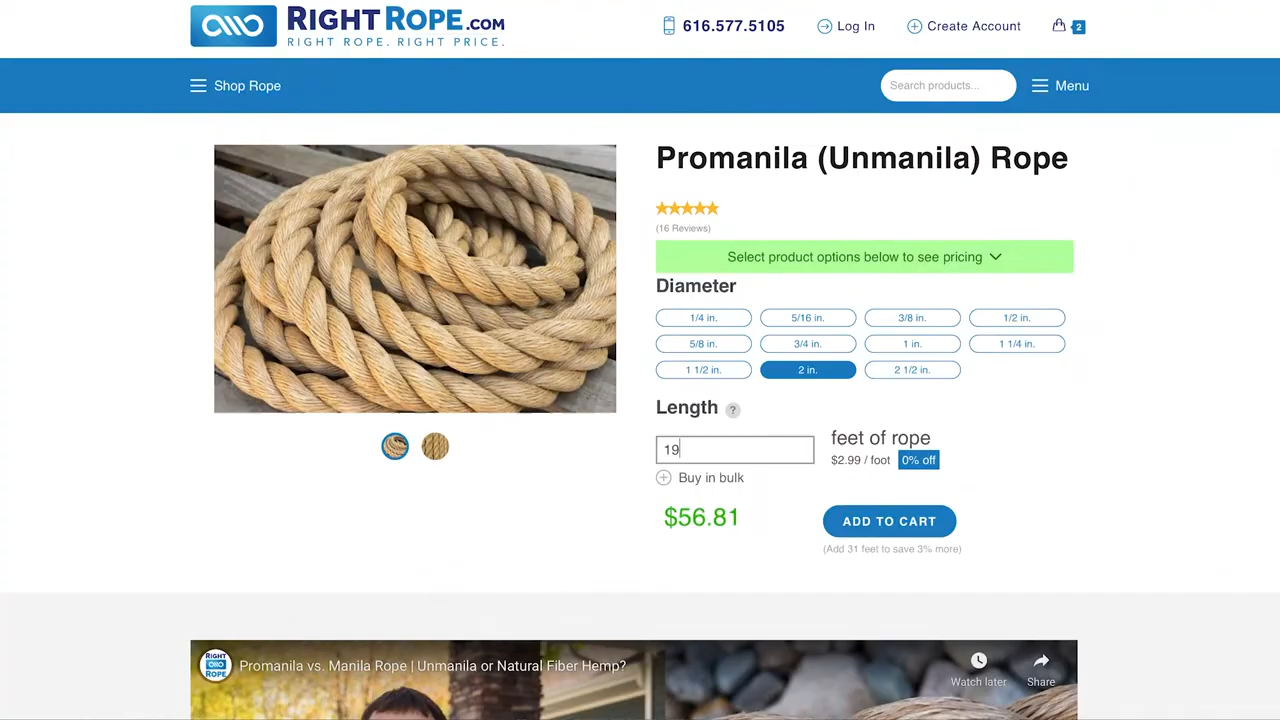 RIGHTROPE.COM
RIGHT ROPE. RIGHT PRICE.
616.577.5105
Log In
Create Account
2
Shop Rope
Search products...
Menu
Promanila (Unmanila) Rope
(16 Reviews)
Select product options below to see pricing
Diameter
1/4 in. 5/16 in. 3/8 in. 1/2 in.
5/8 in. 3/4 in. 1 in. 1 1/4 in.
1 1/2 in. 2 in. 2 1/2 in.
Length ?
19
feet of rope
$2.99 / foot 0% off
Buy in bulk
$56.81
ADD TO CART
(Add 31 feet to save 3% more)
RIGHT
ROPE
Promanila vs. Manila Rope | Unmanila or Natural Fiber Hemp?
Watch later
Share